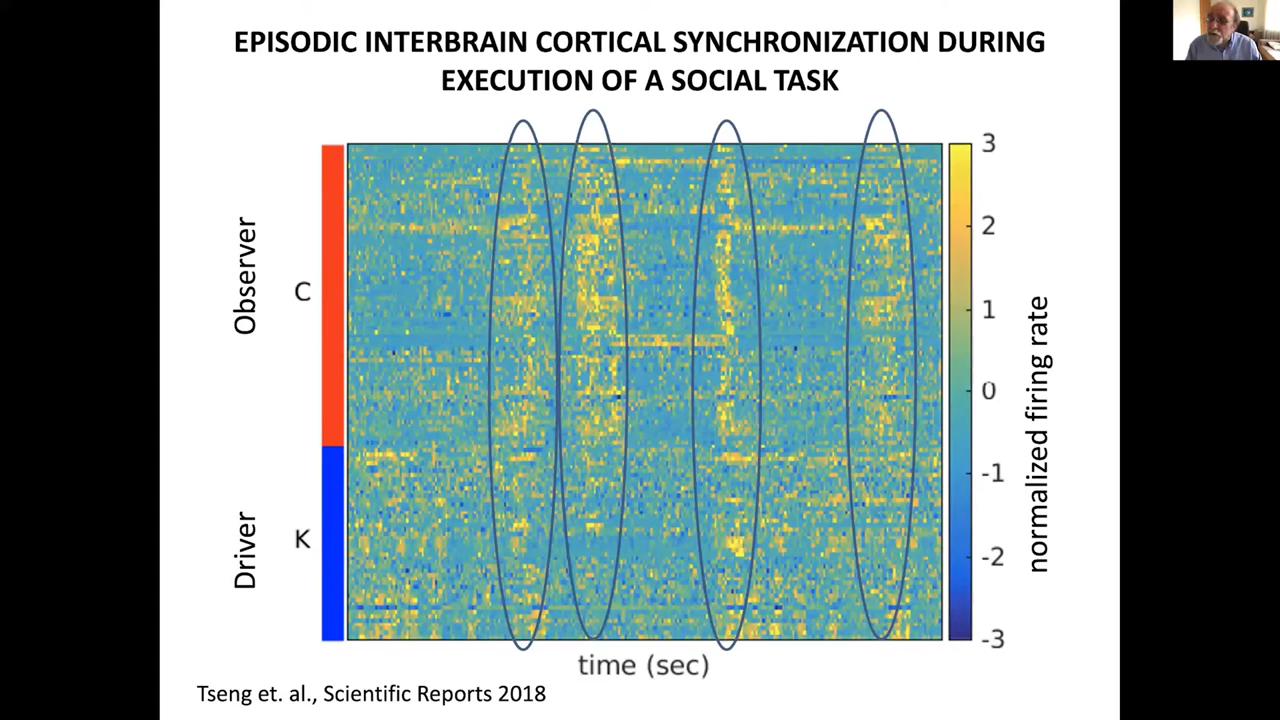 EPISODIC INTERBRAIN CORTICAL SYNCHRONIZATION DURING
EXECUTION OF A SOCIAL TASK
Observer
C
Driver
K
3
2
1
0
-1
-2
-3
normalized firing rate
time (sec)
Tseng et. al., Scientific Reports 2018